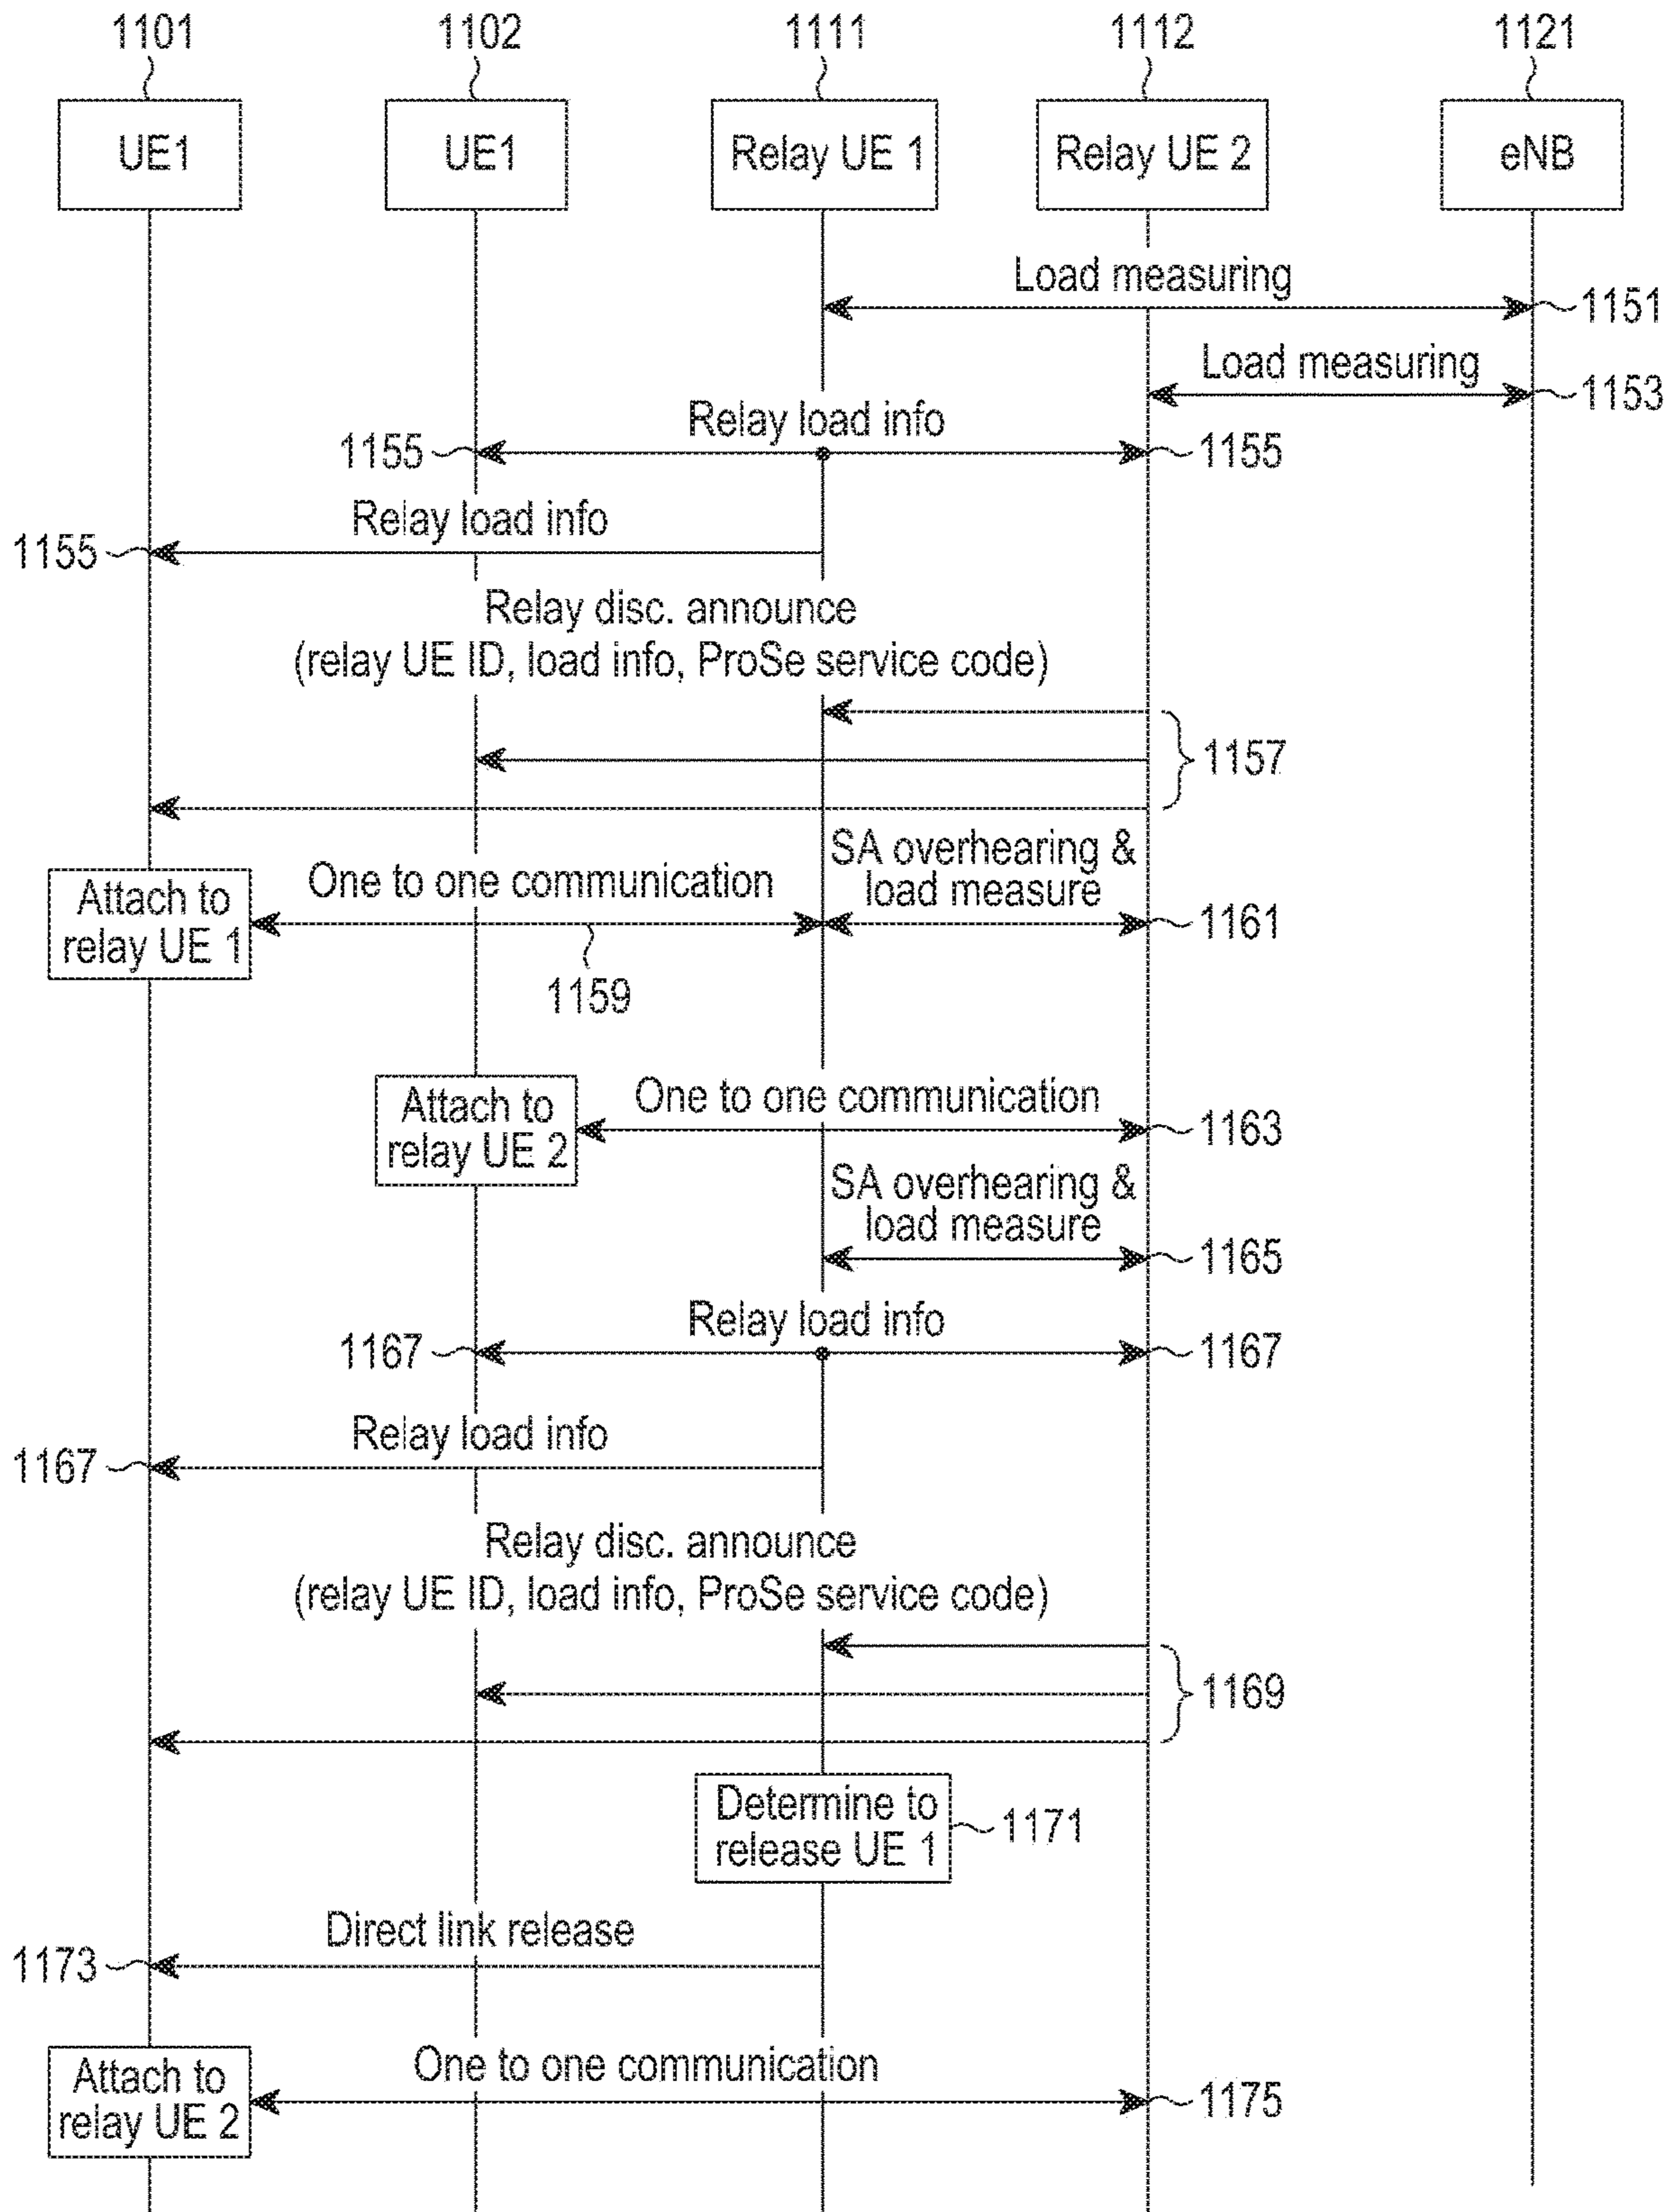 1101
1102
1111
1112
1121
UE1
UE1
Relay UE 1
Relay UE 2
eNB
Load measuring
1151
Load measuring
1153
Relay load info
1155
1155
Relay load info
1155
Relay disc. announce
(relay UE ID, load info, ProSe service code)
1157
SA overhearing &
load measure
One to one communication
Attach to
relay UE 1
1161
1159
One to one communication
Attach to
relay UE 2
1163
SA overhearing &
load measure
1165
Relay load info
1167
1167
Relay load info
1167
Relay disc. announce
(relay UE ID, load info, ProSe service code)
1169
Determine to
release UE 1
1171
Direct link release
1173
One to one communication
Attach to
relay UE 2
1175